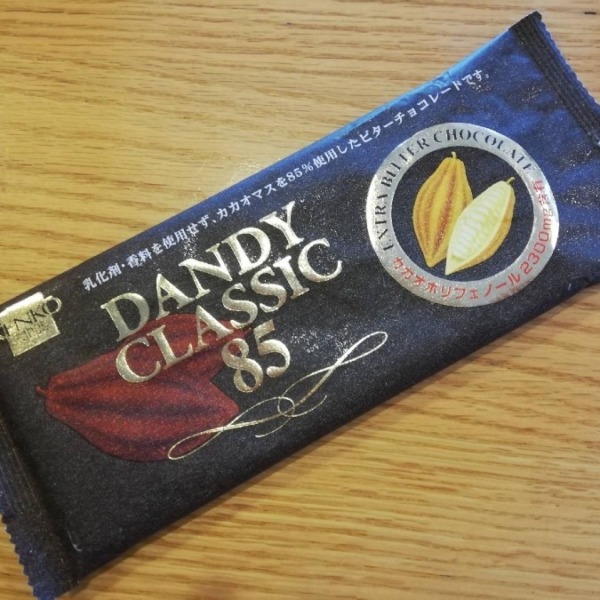 乳化剤・香料を使用せず、カカオマスを85%使用したビターチョコレートです。
DANDY
CLASSIC
85
EXTRA BITTER CHOCOLATE
カカオポリフェノール 2300mg含有